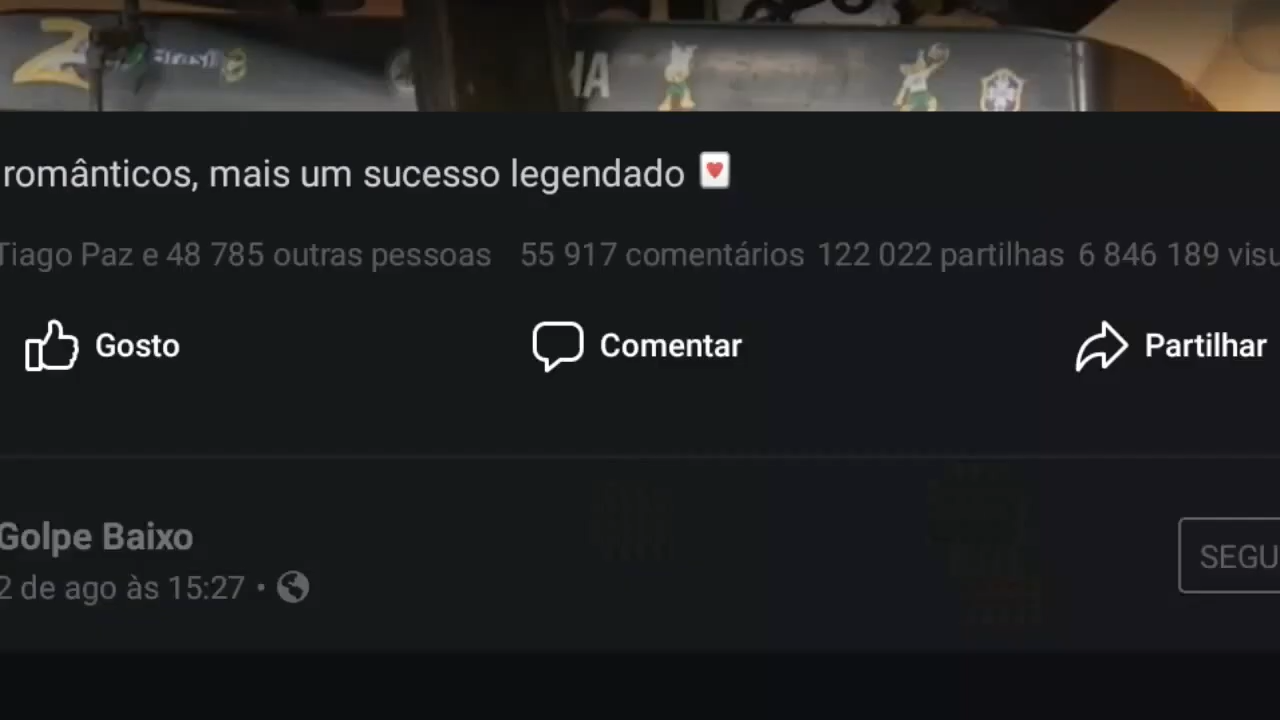 Brasil
românticos, mais um sucesso legendado
Tiago Paz e 48 785 outras pessoas 55 917 comentários 122 022 partilhas 6 846 189 visu
Gosto Comentar Partilhar
Golpe Baixo
2 de ago às 15:27 •
SEGU